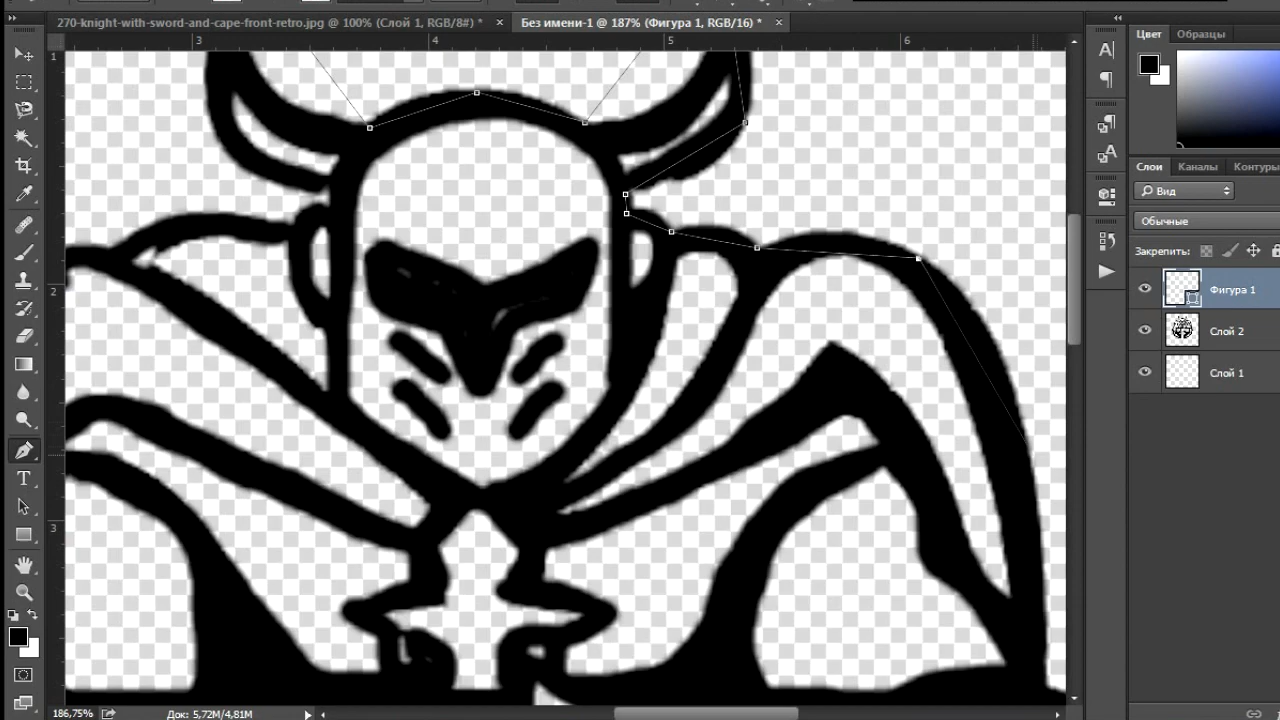 270-knight-with-sword-and-cape-front-retro.jpg @ 100% (Слой 1, RGB/8#) * ×
Без имени-1 @ 187% (Фигура 1, RGB/16) * ×
3 4 5 6
1
2
3
Цвет Образцы
Слои Каналы Контуры
Вид
Обычные
Закрепить:
Фигура 1
Слой 2
Слой 1
186,75% Док: 5,72M/4,81M